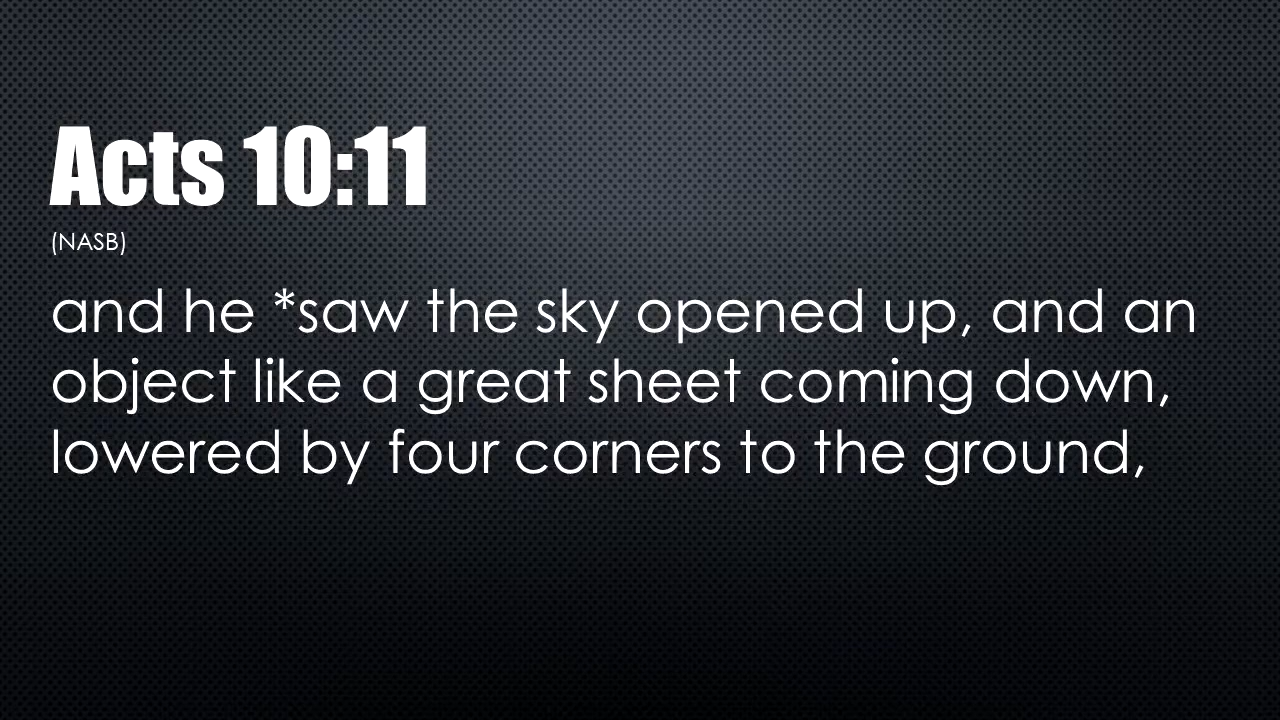 Acts 10:11
(NASB)
and he *saw the sky opened up, and an
object like a great sheet coming down,
lowered by four corners to the ground,